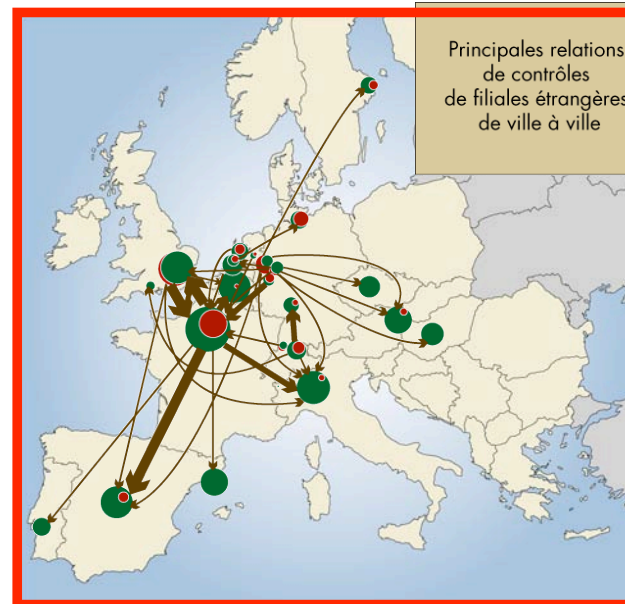 Principales relations
de contrôles
de filiales étrangères
de ville à ville